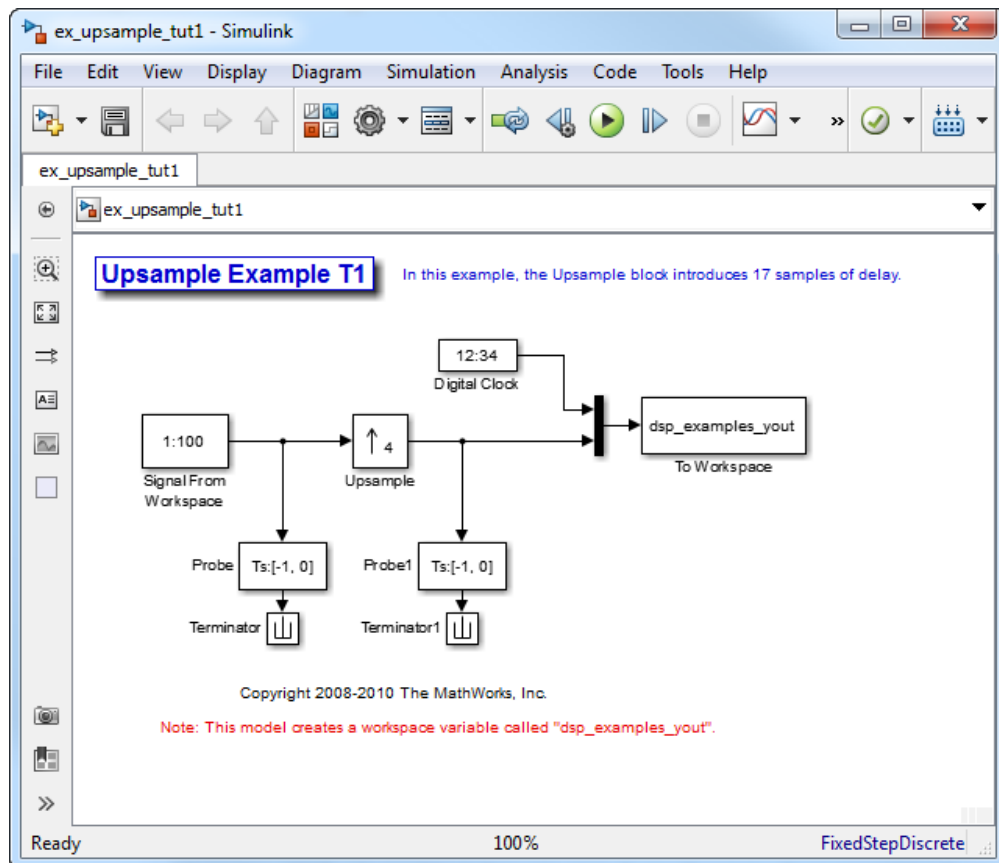 ex_upsample_tut1 - Simulink
File Edit View Display Diagram Simulation Analysis Code Tools Help
ex_upsample_tut1
ex_upsample_tut1
Upsample Example T1
In this example, the Upsample block introduces 17 samples of delay.
12:34
Digital Clock
1:100
Signal From
Workspace
4
Upsample
dsp_examples_yout
To Workspace
Probe
Ts:[-1, 0]
Probe1
Ts:[-1, 0]
Terminator
Terminator1
Copyright 2008-2010 The MathWorks, Inc.
Note: This model creates a workspace variable called "dsp_examples_yout".
Ready
100%
FixedStepDiscrete